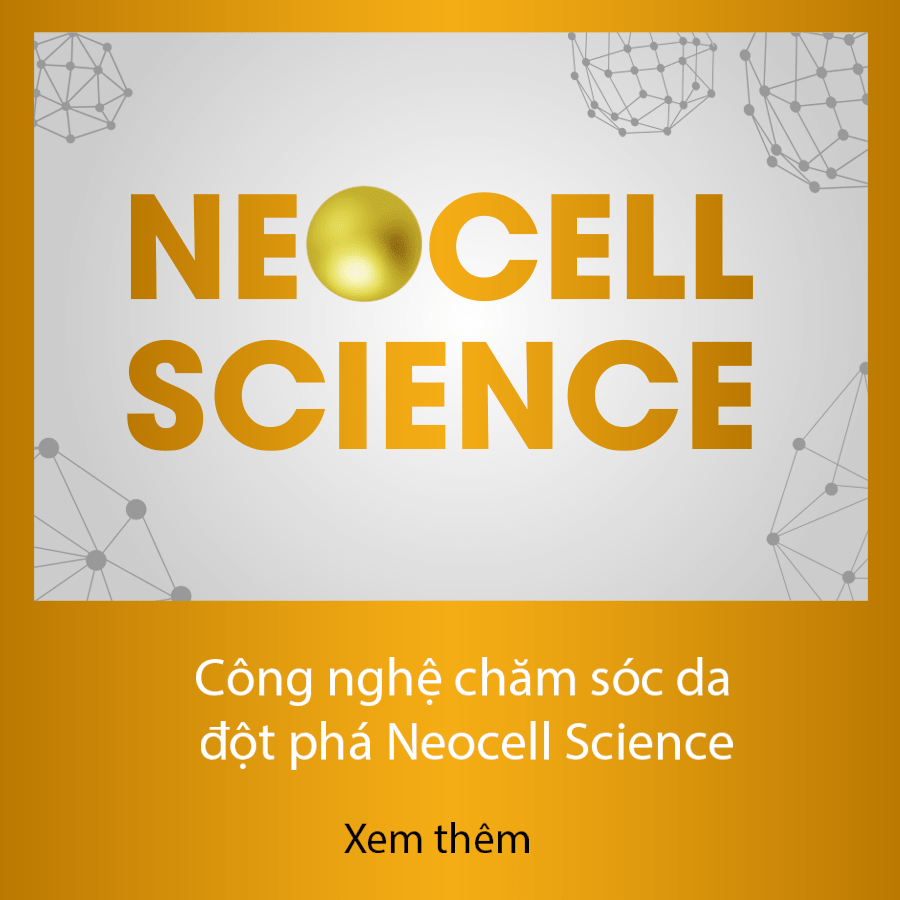 NEOCELL
SCIENCE
Công nghệ chăm sóc da
đột phá Neocell Science
Xem thêm